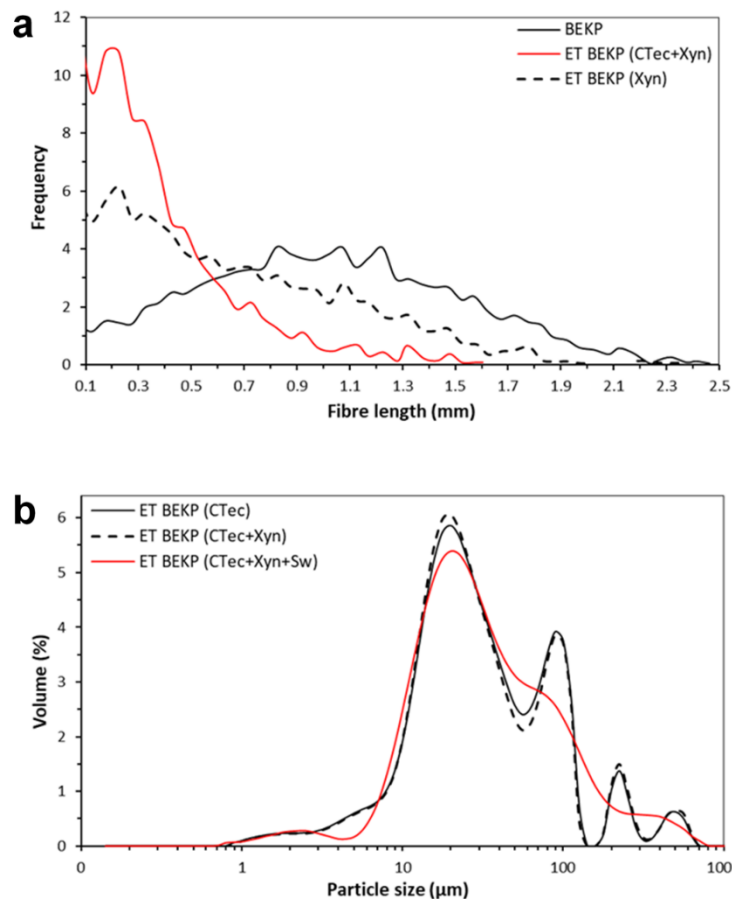 a
12
10
8
6
4
2
0
Frequency
BEKP
ET BEKP (CTec+Xyn)
ET BEKP (Xyn)
0.1 0.3 0.5 0.7 0.9 1.1 1.3 1.5 1.7 1.9 2.1 2.3 2.5
Fibre length (mm)
b
6
5
4
3
2
1
0
Volume (%)
ET BEKP (CTec)
ET BEKP (CTec+Xyn)
ET BEKP (CTec+Xyn+Sw)
0 1 10 100 100
Particle size (µm)